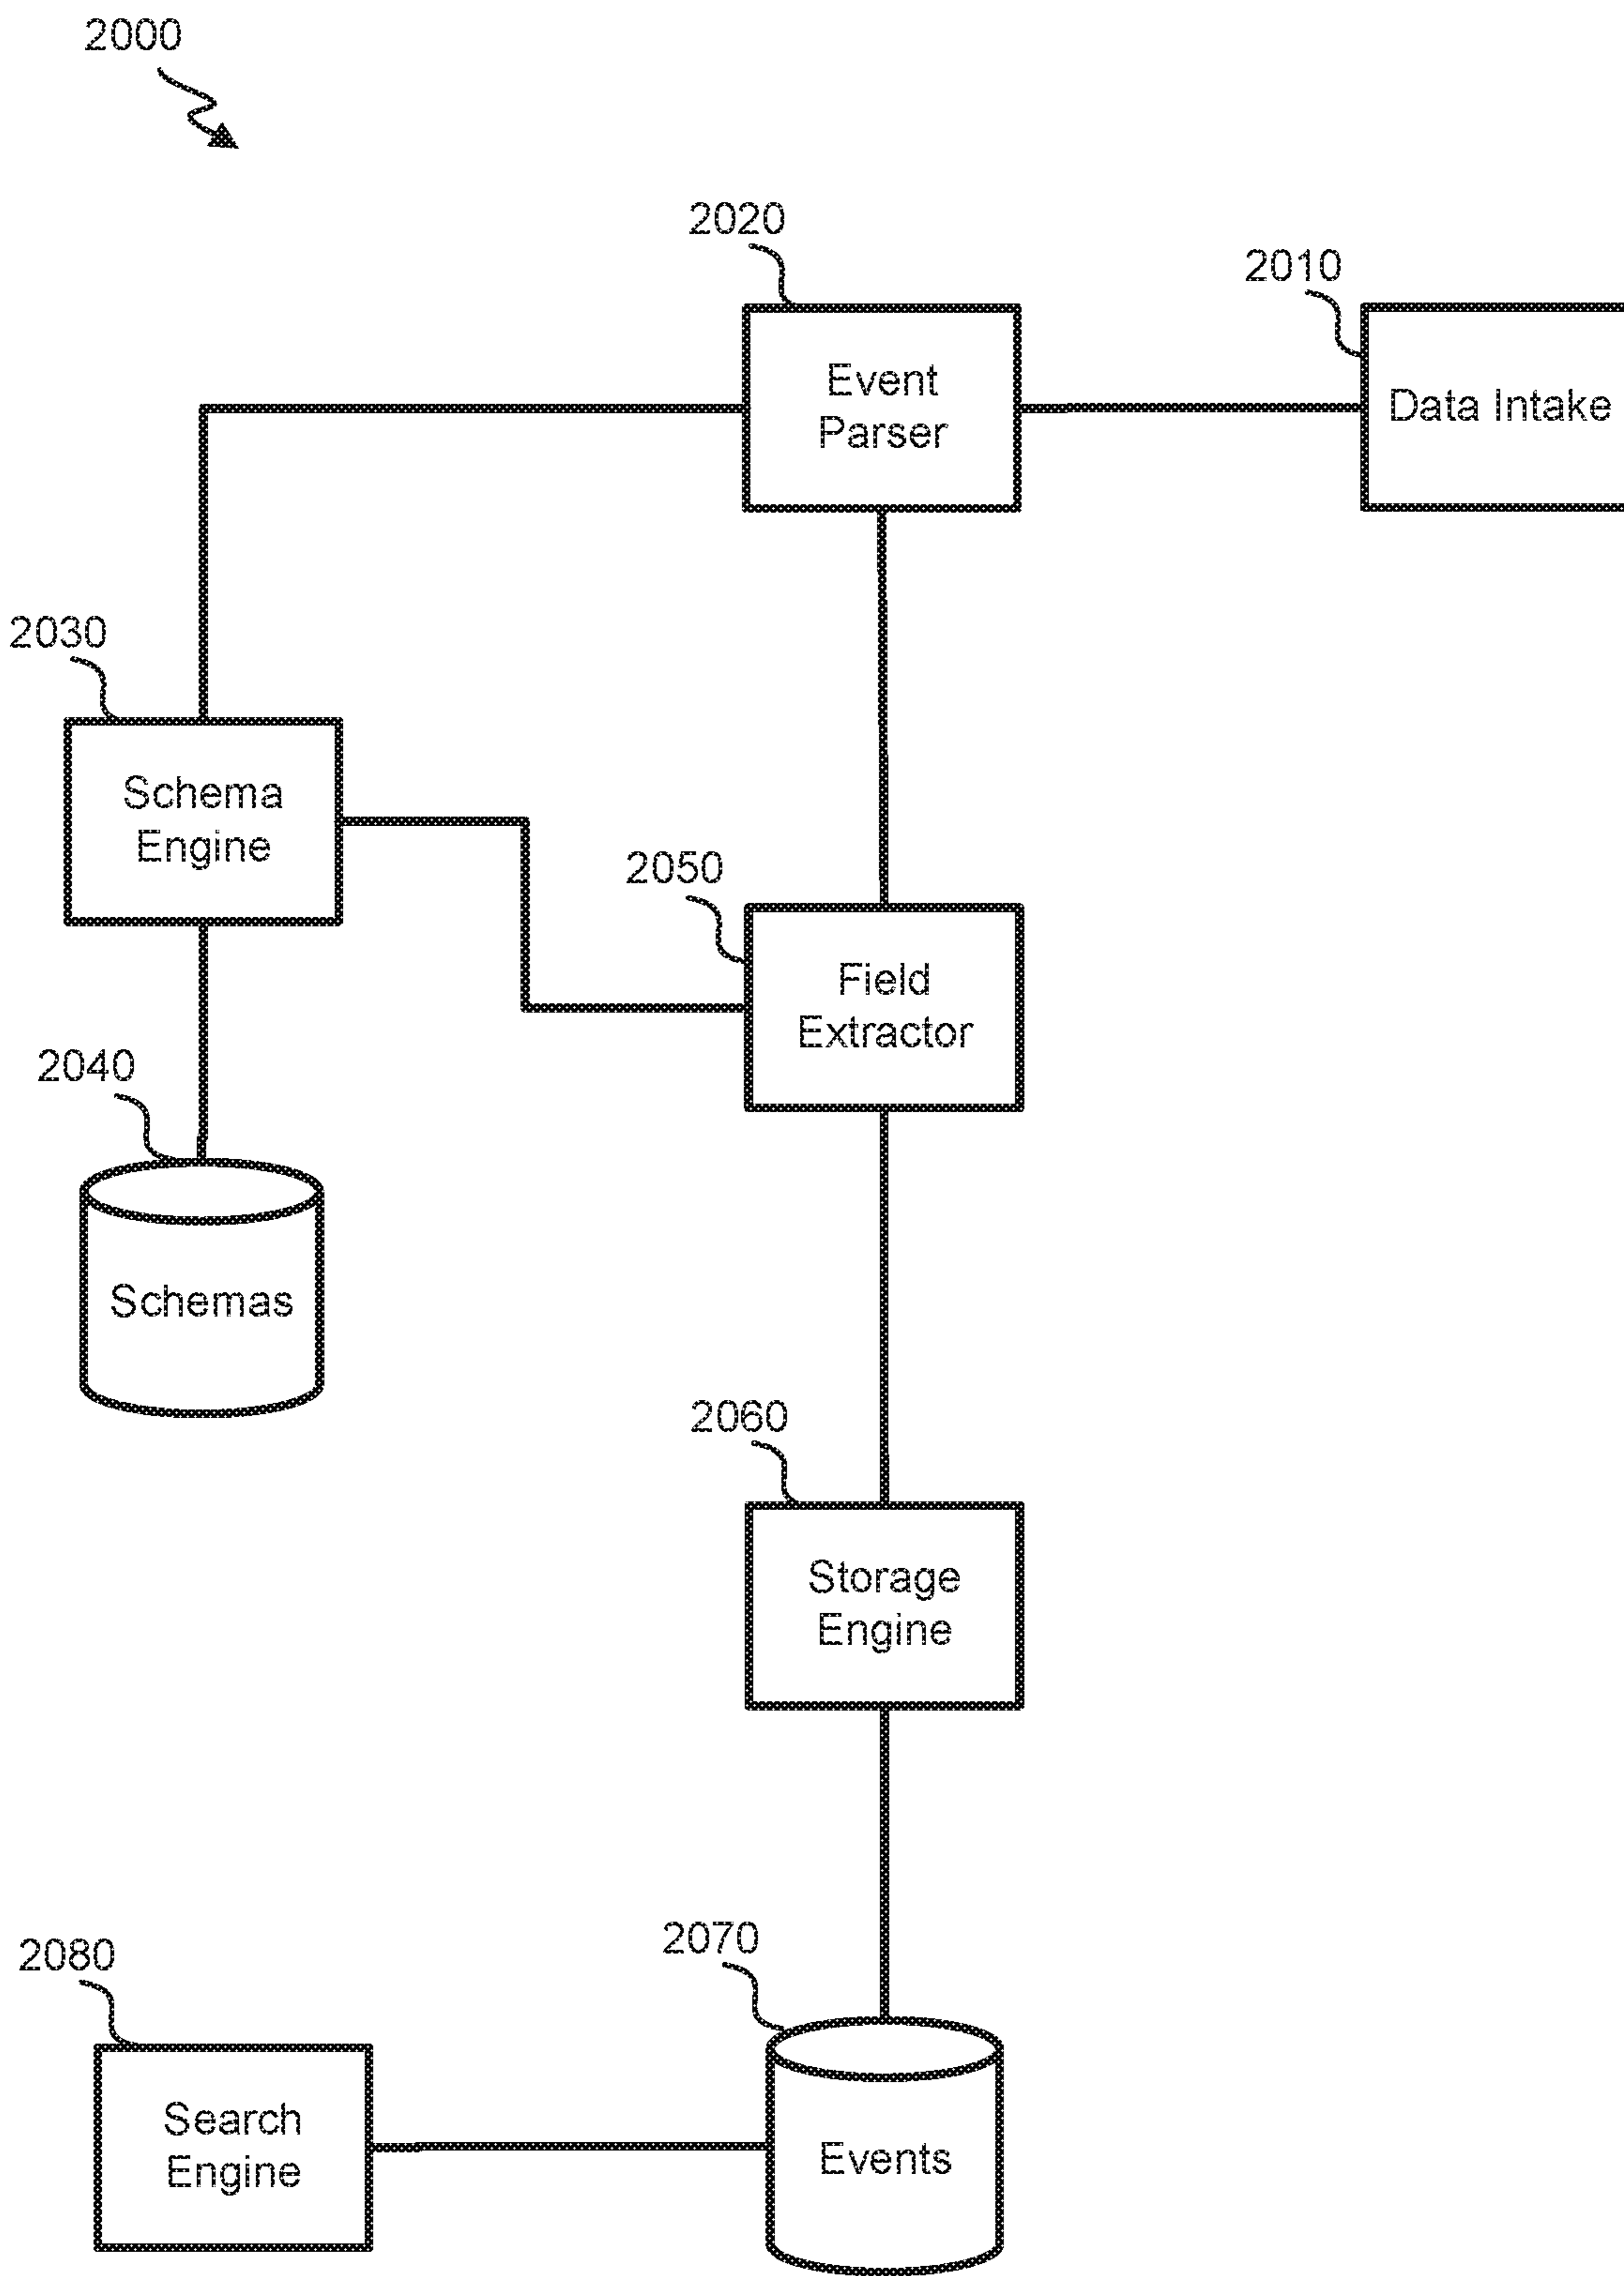 2000
2020
2010
Event
Parser
Data Intake
2030
Schema
Engine
2050
Field
Extractor
2040
Schemas
2060
Storage
Engine
2080
2070
Search
Engine
Events